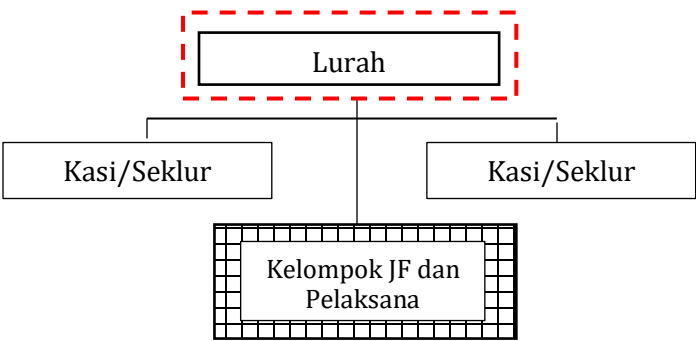 Lurah
Kasi/Seklur
Kasi/Seklur
Kelompok JF dan
Pelaksana